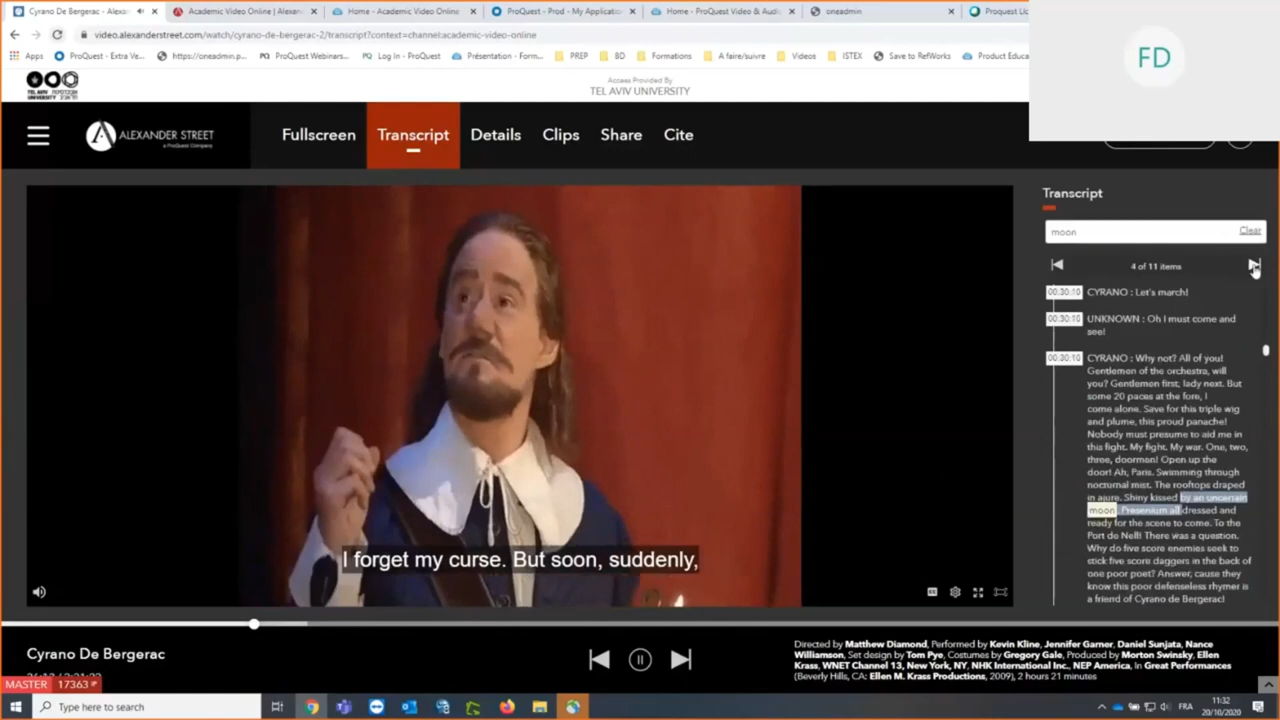 Cyrano De Bergerac - Alexan
Academic Video Online | Alexan
Home - Academic Video Online
ProQuest - Prod - My Applicatio
Home - ProQuest Video & Audi
oneadmin
Proquest Lic
video.alexanderstreet.com/watch/cyrano-de-bergerac-2/transcript?context=channel:academic-video-online
Apps
ProQuest - Extra Ve...
https://oneadmin.p...
ProQuest Webinars...
Log In - ProQuest
Présentation - Form...
PREP
BD
Formations
A faire/suivre
Videos
ISTEX
Save to RefWorks
Product Educa
FD
TEL AVIV
UNIVERSITY
Access Provided By
TEL AVIV UNIVERSITY
ALEXANDER STREET
a ProQuest Company
Fullscreen
Transcript
Details
Clips
Share
Cite
Transcript
moon
Clear
4 of 11 items
00:30:10 CYRANO : Let's march!
00:30:10 UNKNOWN : Oh I must come and
see!
00:30:10 CYRANO : Why not? All of you!
Gentlemen of the orchestra, will
you? Gentlemen first, lady next. But
some 20 paces at the fore, I
come alone. Save for this triple wig
and plume, this proud panache!
Nobody must presume to aid me in
this fight. My fight. My war. One, two,
three, doorman! Open up the
door! Ah, Paris. Swimming through
nocturnal mist. The rooftops draped
in ajure. Shiny kissed by an uncertain
moon. Presenium all dressed and
ready for the scene to come. To the
Port de Nell! There was a question.
Why do five score enemies seek to
stick five score daggers in the back of
one poor poet? Answer, cause they
know this poor defenseless rhymer is
a friend of Cyrano de Bergerac!
I forget my curse. But soon, suddenly,
Cyrano De Bergerac
Directed by Matthew Diamond, Performed by Kevin Kline, Jennifer Garner, Daniel Sunjata, Nance
Williamson, Set design by Tom Pye, Costumes by Gregory Gale, Produced by Morton Swinsky, Ellen
Krass, WNET Channel 13, New York, NY, NHK International Inc., NEP America, In Great Performances
(Beverly Hills, CA: Ellen M. Krass Productions, 2009), 2 hours 21 minutes
MASTER 17363
Type here to search
FRA
11:32
20/10/2020